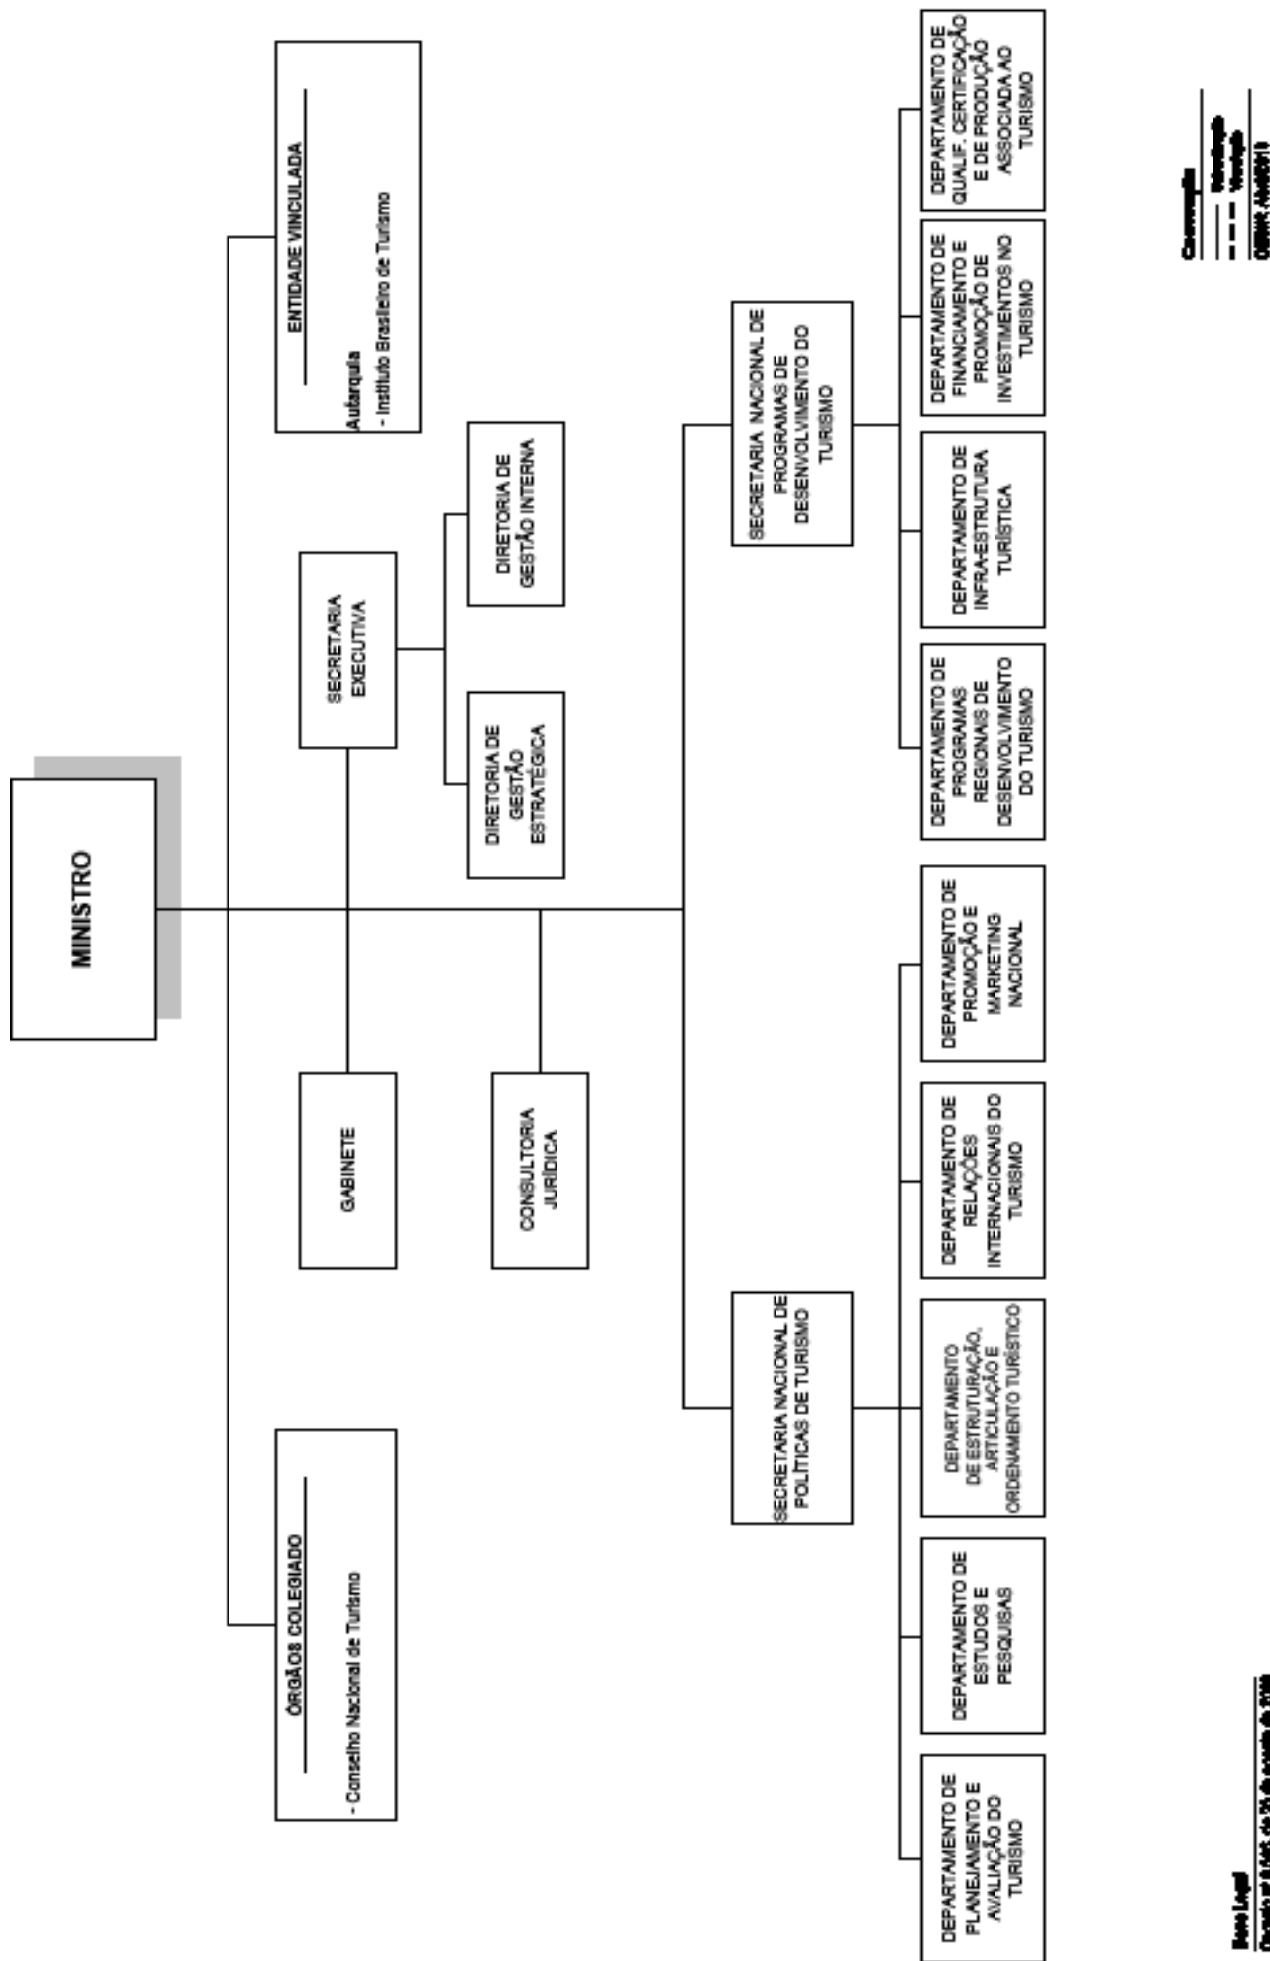 MINISTRO
ÓRGÃOS COLEGIADO
- Conselho Nacional de Turismo
ENTIDADE VINCULADA
Autarquia
- Instituto Brasileiro de Turismo
GABINETE
SECRETARIA
EXECUTIVA
CONSULTORIA
JURÍDICA
DIRETORIA DE
GESTÃO
ESTRATÉGICA
DIRETORIA DE
GESTÃO INTERNA
SECRETARIA NACIONAL DE
POLÍTICAS DE TURISMO
SECRETARIA NACIONAL DE
PROGRAMAS DE
DESENVOLVIMENTO DO
TURISMO
DEPARTAMENTO DE
PLANEJAMENTO E
AVALIAÇÃO DO
TURISMO
DEPARTAMENTO DE
ESTUDOS E
PESQUISAS
DEPARTAMENTO
DE ESTRUTURAÇÃO,
ARTICULAÇÃO E
ORDENAMENTO TURÍSTICO
DEPARTAMENTO DE
RELAÇÕES
INTERNACIONAIS DO
TURISMO
DEPARTAMENTO DE
PROMOÇÃO E
MARKETING
NACIONAL
DEPARTAMENTO DE
PROGRAMAS
REGIONAIS DE
DESENVOLVIMENTO
DO TURISMO
DEPARTAMENTO DE
INFRA-ESTRUTURA
TURÍSTICA
DEPARTAMENTO DE
FINANCIAMENTO E
PROMOÇÃO DE
INVESTIMENTOS NO
TURISMO
DEPARTAMENTO DE
QUALIF. CERTIFICAÇÃO
E DE PRODUÇÃO
ASSOCIADA AO
TURISMO
Base Legal
de agosto de